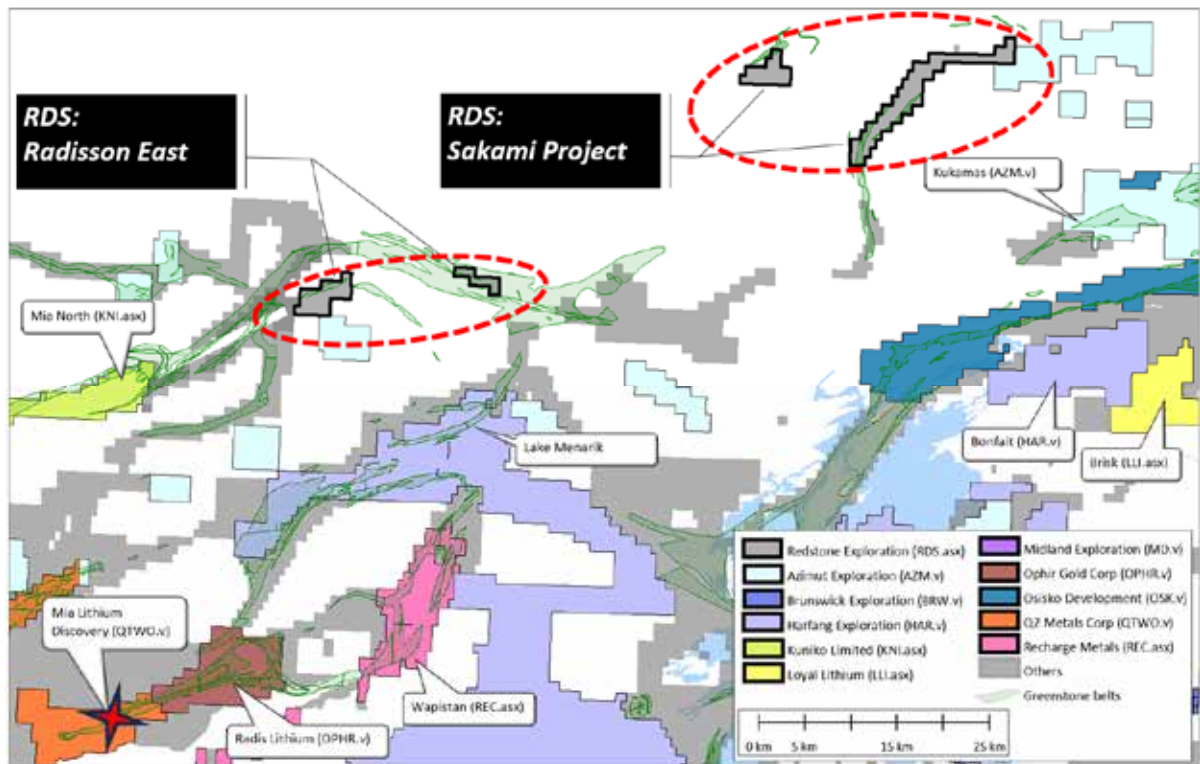 RDS:
Radisson East
RDS:
Sakami Project
Kukamas (AZM.v)
Mia North (KNI.asx)
Lake Menarik
Bonfait (HAR.v)
Brisk (LLI.asx)
Mia Lithium
Discovery (QTWO.v)
Radis Lithium (OPHR.v)
Wapistan (REC.asx)
Redstone Exploration (RDS.asx)
Azimut Exploration (AZM.v)
Brunswick Exploration (BRW.v)
Harfang Exploration (HAR.v)
Kuniko Limited (KNI.asx)
Loyal Lithium (LLI.asx)
Midland Exploration (MD.v)
Ophir Gold Corp (OPHR.v)
Osisko Development (OSK.v)
QZ Metals Corp (QTWO.v)
Recharge Metals (REC.asx)
Others
Greenstone belts
0 km 5 km 15 km 25 km